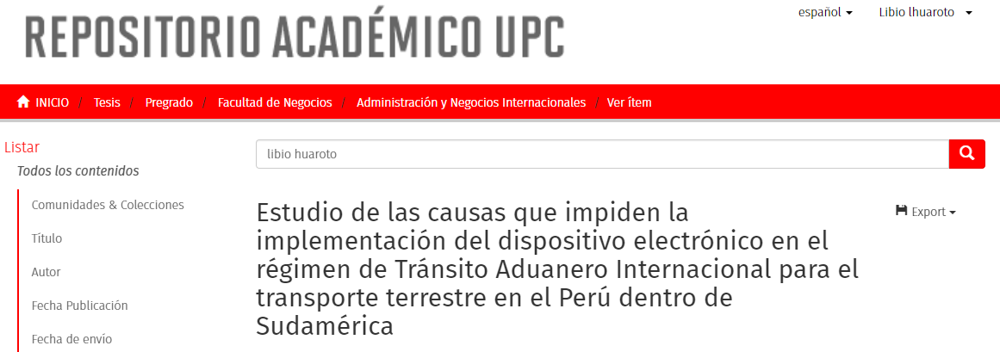 REPOSITORIO ACADÉMICO UPC
español
Libio lhuaroto
INICIO / Tesis / Pregrado / Facultad de Negocios / Administración y Negocios Internacionales / Ver ítem
Listar
Todos los contenidos
Comunidades & Colecciones
Título
Autor
Fecha Publicación
Fecha de envío
libio huaroto
Estudio de las causas que impiden la
implementación del dispositivo electrónico en el
régimen de Tránsito Aduanero Internacional para el
transporte terrestre en el Perú dentro de
Sudamérica
Export